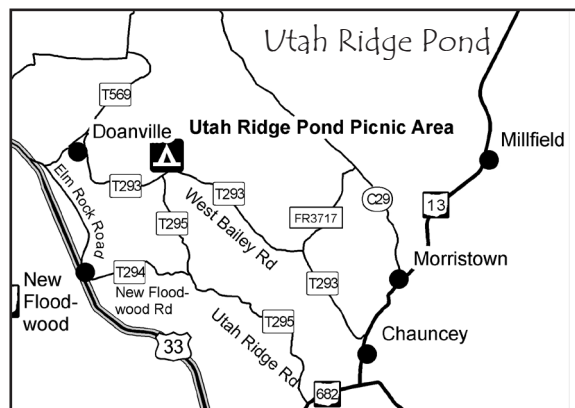 Utah Ridge Pond
T569
Doanville
Utah Ridge Pond Picnic Area
Millfield
Elm Rock Road
T293
T293
West Bailey Rd
C29
13
FR3717
T295
Morristown
New
Flood-
wood
T294
New Flood-
wood Rd
T293
Utah Ridge Rd
T295
33
Chauncey
682